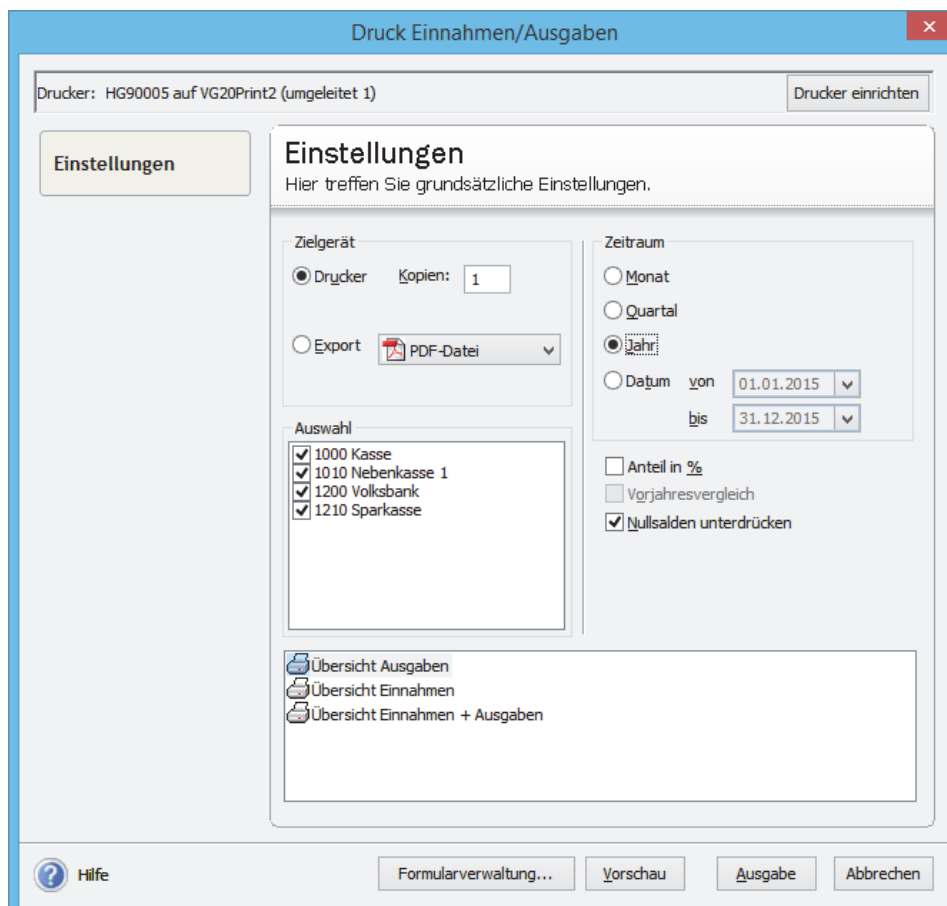 Druck Einnahmen/Ausgaben
Drucker: HG90005 auf VG20Print2 (umgeleitet 1)
Drucker einrichten
Einstellungen
Einstellungen
Hier treffen Sie grundsätzliche Einstellungen.
Zielgerät
Drucker Kopien: 1
Export PDF-Datei
Auswahl
1000 Kasse
1010 Nebenkasse 1
1200 Volksbank
1210 Sparkasse
Zeitraum
Monat
Quartal
Jahr
Datum von 01.01.2015
bis 31.12.2015
Anteil in %
Vorjahresvergleich
Nullsalden unterdrücken
Übersicht Ausgaben
Übersicht Einnahmen
Übersicht Einnahmen + Ausgaben
Hilfe
Formularverwaltung...
Vorschau
Ausgabe
Abbrechen